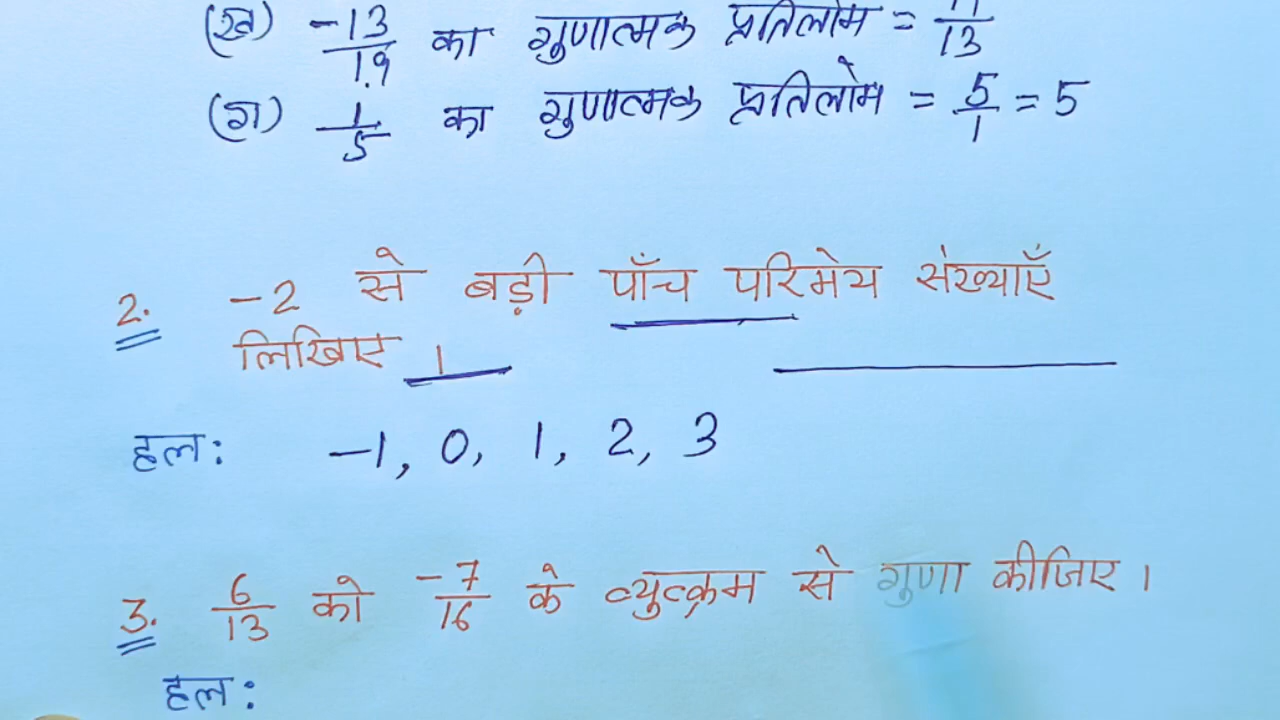 (ख) -13/19 का गुणात्मक प्रतिलोम = /13
(ग) 1/5 का गुणात्मक प्रतिलोम = 5/1 = 5
2. -2 से बड़ी पाँच परिमेय संख्याएँ
लिखिए ।
हल: -1, 0, 1, 2, 3
3. 6/13 को -7/16 के व्युत्क्रम से गुणा कीजिए ।
हल: